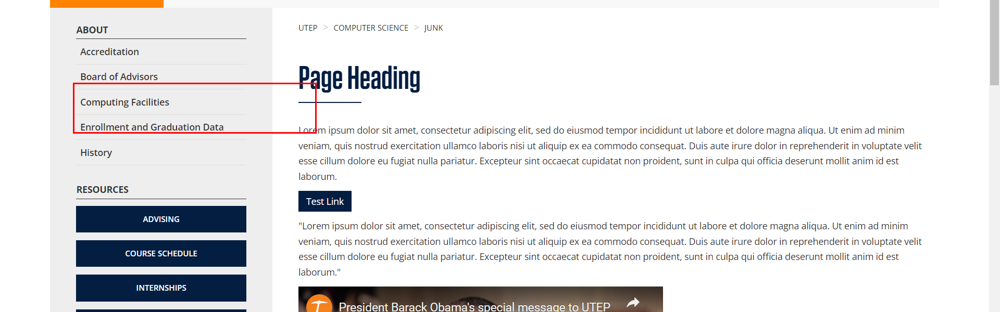 ABOUT
Accreditation
Board of Advisors
Computing Facilities
Enrollment and Graduation Data
History
RESOURCES
ADVISING
COURSE SCHEDULE
INTERNSHIPS
UTEP > COMPUTER SCIENCE > JUNK
Page Heading
Lorem ipsum dolor sit amet, consectetur adipiscing elit, sed do eiusmod tempor incididunt ut labore et dolore magna aliqua. Ut enim ad minim
veniam, quis nostrud exercitation ullamco laboris nisi ut aliquip ex ea commodo consequat. Duis aute irure dolor in reprehenderit in voluptate velit
esse cillum dolore eu fugiat nulla pariatur. Excepteur sint occaecat cupidatat non proident, sunt in culpa qui officia deserunt mollit anim id est
laborum.
Test Link
"Lorem ipsum dolor sit amet, consectetur adipiscing elit, sed do eiusmod tempor incididunt ut labore et dolore magna aliqua. Ut enim ad minim
veniam, quis nostrud exercitation ullamco laboris nisi ut aliquip ex ea commodo consequat. Duis aute irure dolor in reprehenderit in voluptate velit
esse cillum dolore eu fugiat nulla pariatur. Excepteur sint occaecat cupidatat non proident, sunt in culpa qui officia deserunt mollit anim id est
laborum."
President Barack Obama's special message to UTEP